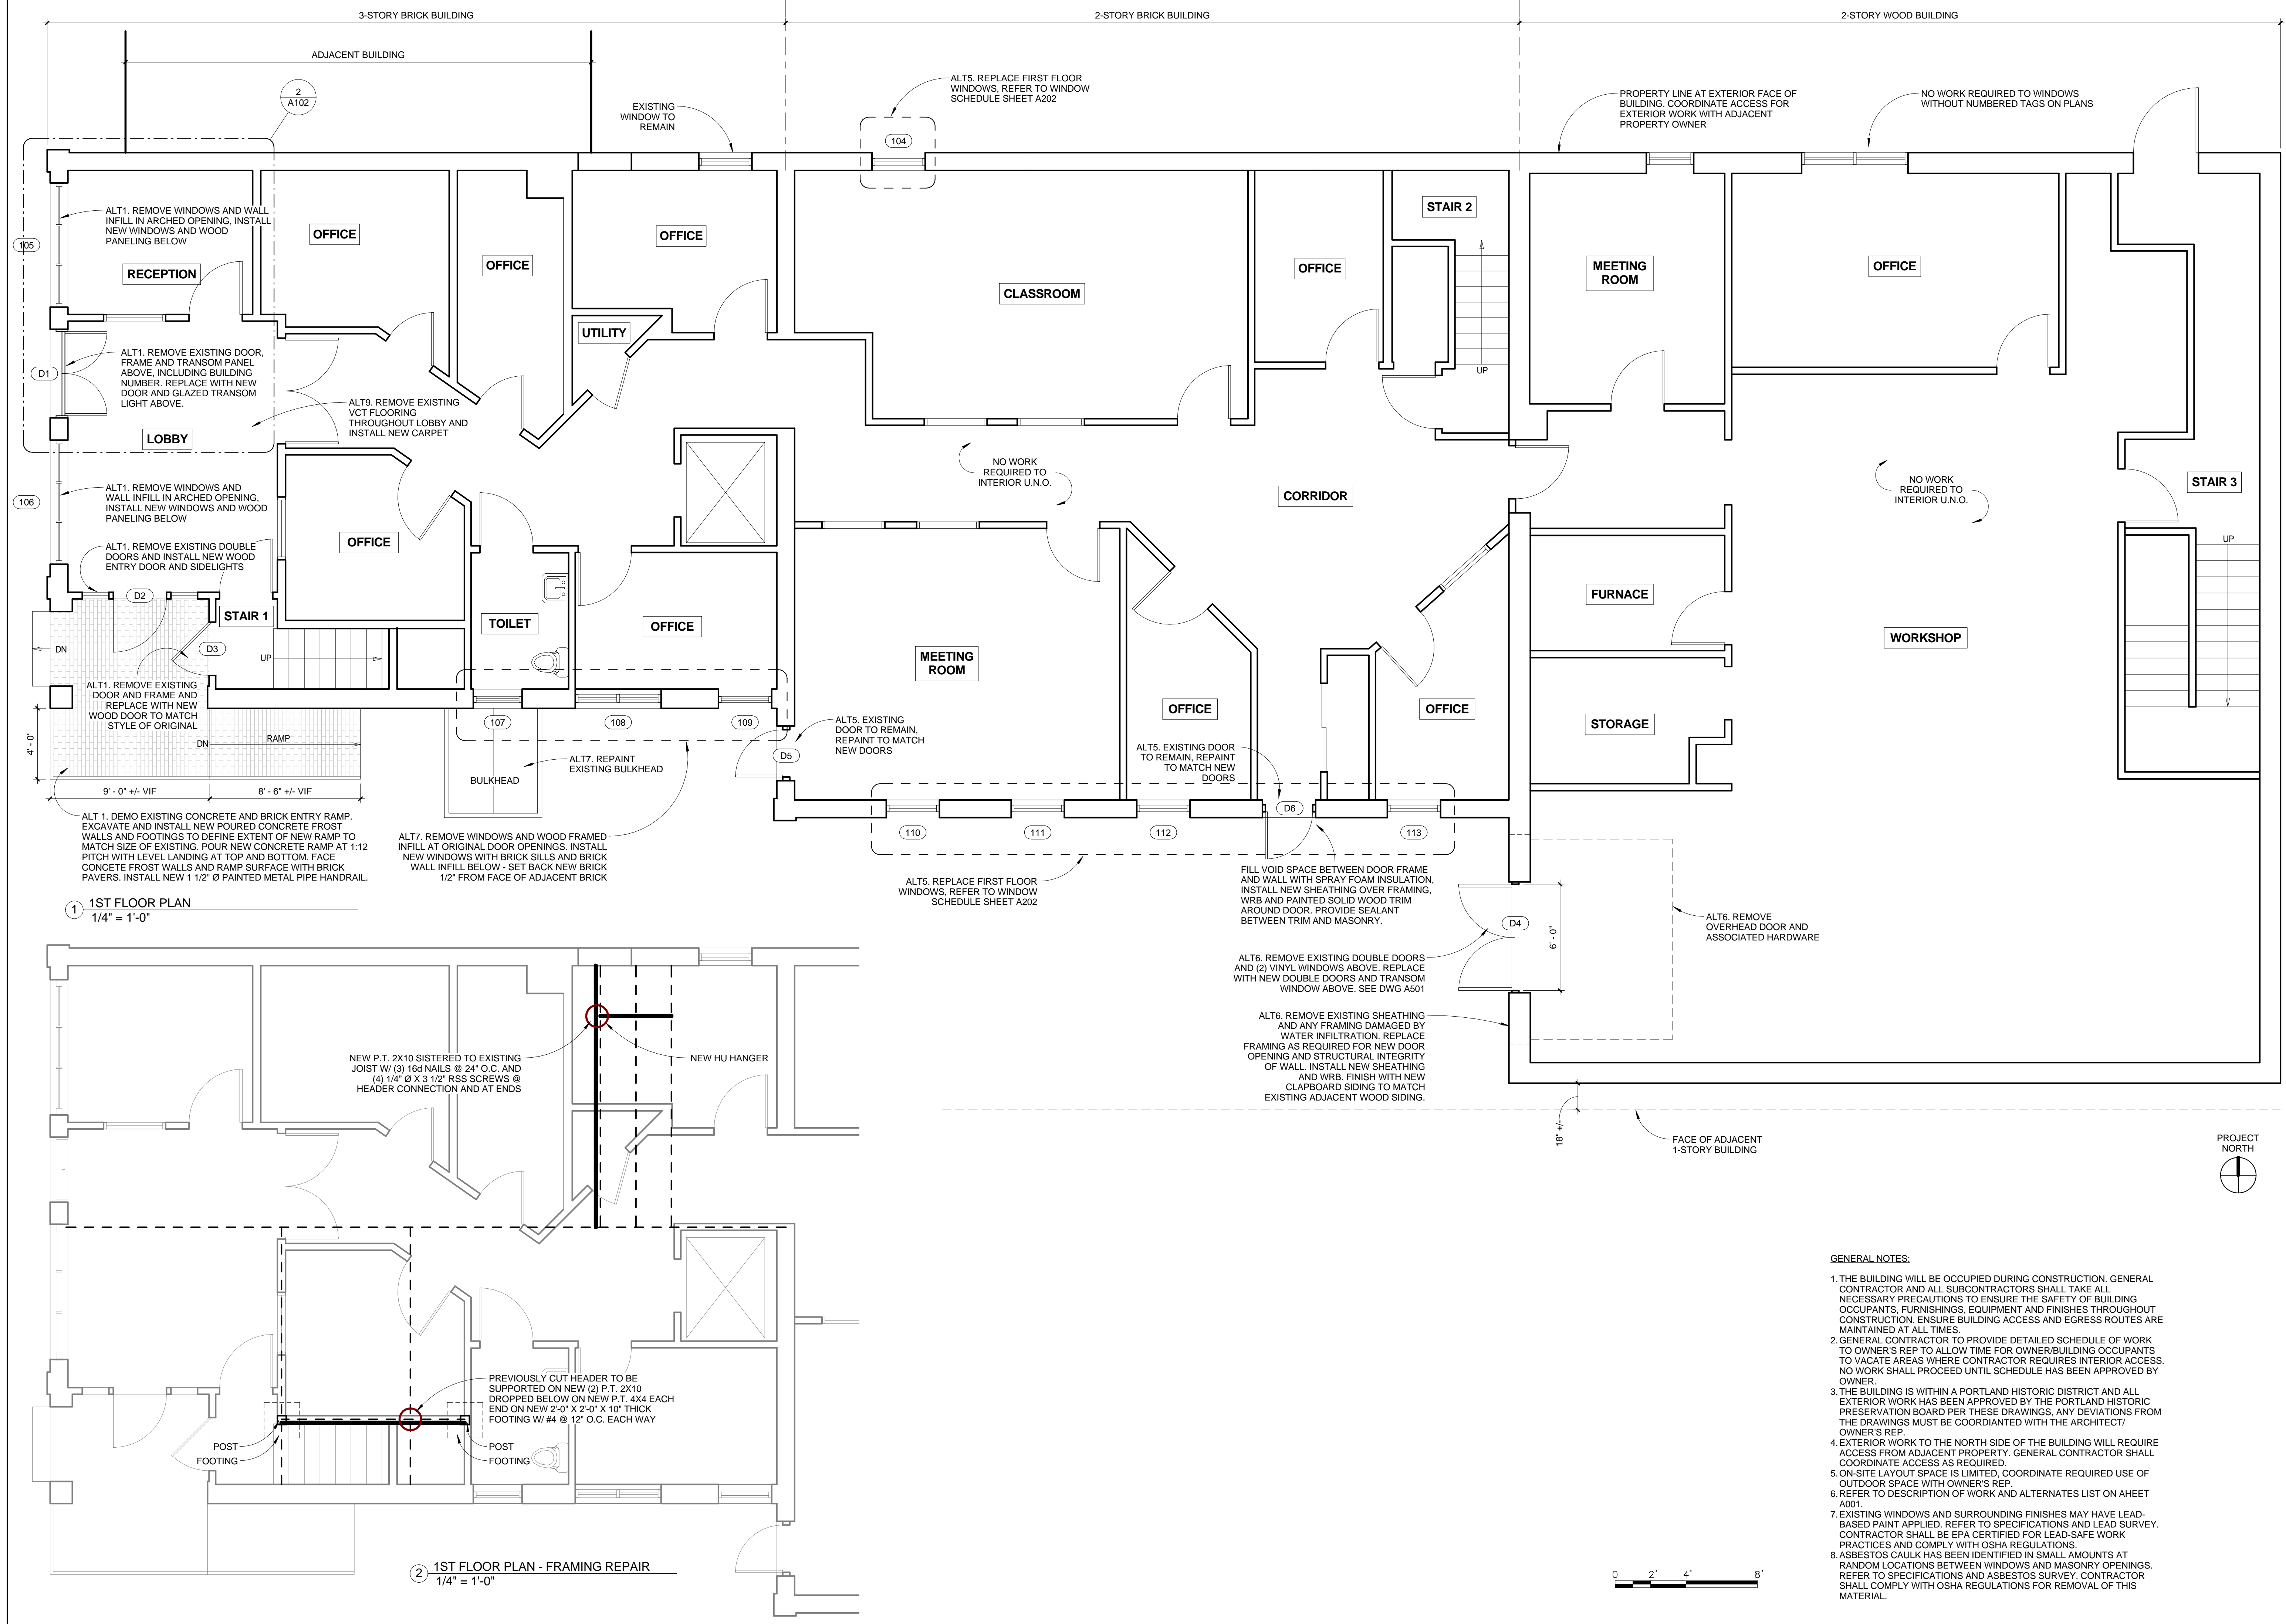 3-STORY BRICK BUILDING
2-STORY BRICK BUILDING
2-STORY WOOD BUILDING
ADJACENT BUILDING
2
A102
EXISTING
WINDOW TO
REMAIN
ALT5. REPLACE FIRST FLOOR
WINDOWS, REFER TO WINDOW
SCHEDULE SHEET A202
104
PROPERTY LINE AT EXTERIOR FACE OF
BUILDING. COORDINATE ACCESS FOR
EXTERIOR WORK WITH ADJACENT
PROPERTY OWNER
NO WORK REQUIRED TO WINDOWS
WITHOUT NUMBERED TAGS ON PLANS
ALT1. REMOVE WINDOWS AND WALL
INFILL IN ARCHED OPENING, INSTALL
NEW WINDOWS AND WOOD
PANELING BELOW
105
RECEPTION
OFFICE
OFFICE
OFFICE
UTILITY
CLASSROOM
OFFICE
STAIR 2
UP
MEETING
ROOM
OFFICE
ALT1. REMOVE EXISTING DOOR,
FRAME AND TRANSOM PANEL
ABOVE, INCLUDING BUILDING
NUMBER. REPLACE WITH NEW
DOOR AND GLAZED TRANSOM
LIGHT ABOVE.
D1
ALT9. REMOVE EXISTING
VCT FLOORING
THROUGHOUT LOBBY AND
INSTALL NEW CARPET
LOBBY
ALT1. REMOVE WINDOWS AND
WALL INFILL IN ARCHED OPENING,
INSTALL NEW WINDOWS AND WOOD
PANELING BELOW
106
ALT1. REMOVE EXISTING DOUBLE
DOORS AND INSTALL NEW WOOD
ENTRY DOOR AND SIDELIGHTS
D2
OFFICE
NO WORK
REQUIRED TO
INTERIOR U.N.O.
CORRIDOR
NO WORK
REQUIRED TO
INTERIOR U.N.O.
STAIR 3
UP
STAIR 1
UP
D3
DN
TOILET
OFFICE
MEETING
ROOM
FURNACE
WORKSHOP
STORAGE
OFFICE
OFFICE
ALT1. REMOVE EXISTING
DOOR AND FRAME AND
REPLACE WITH NEW
WOOD DOOR TO MATCH
STYLE OF ORIGINAL
DN
RAMP
4' - 0"
9' - 0" +/- VIF
8' - 6" +/- VIF
107
108
109
D5
ALT5. EXISTING
DOOR TO REMAIN,
REPAINT TO MATCH
NEW DOORS
ALT7. REPAINT
EXISTING BULKHEAD
BULKHEAD
ALT5. EXISTING DOOR
TO REMAIN, REPAINT
TO MATCH NEW
DOORS
D6
110
111
112
113
ALT 1. DEMO EXISTING CONCRETE AND BRICK ENTRY RAMP.
EXCAVATE AND INSTALL NEW POURED CONCRETE FROST
WALLS AND FOOTINGS TO DEFINE EXTENT OF NEW RAMP TO
MATCH SIZE OF EXISTING. POUR NEW CONCRETE RAMP AT 1:12
PITCH WITH LEVEL LANDING AT TOP AND BOTTOM. FACE
CONCETE FROST WALLS AND RAMP SURFACE WITH BRICK
PAVERS. INSTALL NEW 1 1/2" Ø PAINTED METAL PIPE HANDRAIL.
ALT7. REMOVE WINDOWS AND WOOD FRAMED
INFILL AT ORIGINAL DOOR OPENINGS. INSTALL
NEW WINDOWS WITH BRICK SILLS AND BRICK
WALL INFILL BELOW - SET BACK NEW BRICK
1/2" FROM FACE OF ADJACENT BRICK
ALT5. REPLACE FIRST FLOOR
WINDOWS, REFER TO WINDOW
SCHEDULE SHEET A202
FILL VOID SPACE BETWEEN DOOR FRAME
AND WALL WITH SPRAY FOAM INSULATION,
INSTALL NEW SHEATHING OVER FRAMING,
WRB AND PAINTED SOLID WOOD TRIM
AROUND DOOR. PROVIDE SEALANT
BETWEEN TRIM AND MASONRY.
D4
6' - 0"
ALT6. REMOVE
OVERHEAD DOOR AND
ASSOCIATED HARDWARE
ALT6. REMOVE EXISTING DOUBLE DOORS
AND (2) VINYL WINDOWS ABOVE. REPLACE
WITH NEW DOUBLE DOORS AND TRANSOM
WINDOW ABOVE. SEE DWG A501
ALT6. REMOVE EXISTING SHEATHING
AND ANY FRAMING DAMAGED BY
WATER INFILTRATION. REPLACE
FRAMING AS REQUIRED FOR NEW DOOR
OPENING AND STRUCTURAL INTEGRITY
OF WALL. INSTALL NEW SHEATHING
AND WRB. FINISH WITH NEW
CLAPBOARD SIDING TO MATCH
EXISTING ADJACENT WOOD SIDING.
18" +/-
FACE OF ADJACENT
1-STORY BUILDING
PROJECT
NORTH
1
1ST FLOOR PLAN
1/4" = 1'-0"
NEW P.T. 2X10 SISTERED TO EXISTING
JOIST W/ (3) 16d NAILS @ 24" O.C. AND
(4) 1/4" Ø X 3 1/2" RSS SCREWS @
HEADER CONNECTION AND AT ENDS
NEW HU HANGER
PREVIOUSLY CUT HEADER TO BE
SUPPORTED ON NEW (2) P.T. 2X10
DROPPED BELOW ON NEW P.T. 4X4 EACH
END ON NEW 2'-0" X 2'-0" X 10" THICK
FOOTING W/ #4 @ 12" O.C. EACH WAY
POST
FOOTING
POST
FOOTING
2
1ST FLOOR PLAN - FRAMING REPAIR
1/4" = 1'-0"
GENERAL NOTES:
1. THE BUILDING WILL BE OCCUPIED DURING CONSTRUCTION. GENERAL
CONTRACTOR AND ALL SUBCONTRACTORS SHALL TAKE ALL
NECESSARY PRECAUTIONS TO ENSURE THE SAFETY OF BUILDING
OCCUPANTS, FURNISHINGS, EQUIPMENT AND FINISHES THROUGHOUT
CONSTRUCTION. ENSURE BUILDING ACCESS AND EGRESS ROUTES ARE
MAINTAINED AT ALL TIMES.
2. GENERAL CONTRACTOR TO PROVIDE DETAILED SCHEDULE OF WORK
TO OWNER'S REP TO ALLOW TIME FOR OWNER/BUILDING OCCUPANTS
TO VACATE AREAS WHERE CONTRACTOR REQUIRES INTERIOR ACCESS.
NO WORK SHALL PROCEED UNTIL SCHEDULE HAS BEEN APPROVED BY
OWNER.
3. THE BUILDING IS WITHIN A PORTLAND HISTORIC DISTRICT AND ALL
EXTERIOR WORK HAS BEEN APPROVED BY THE PORTLAND HISTORIC
PRESERVATION BOARD PER THESE DRAWINGS, ANY DEVIATIONS FROM
THE DRAWINGS MUST BE COORDIANTED WITH THE ARCHITECT/
OWNER'S REP.
4. EXTERIOR WORK TO THE NORTH SIDE OF THE BUILDING WILL REQUIRE
ACCESS FROM ADJACENT PROPERTY. GENERAL CONTRACTOR SHALL
COORDINATE ACCESS AS REQUIRED.
5. ON-SITE LAYOUT SPACE IS LIMITED, COORDINATE REQUIRED USE OF
OUTDOOR SPACE WITH OWNER'S REP.
6. REFER TO DESCRIPTION OF WORK AND ALTERNATES LIST ON AHEET
A001.
7. EXISTING WINDOWS AND SURROUNDING FINISHES MAY HAVE LEAD-
BASED PAINT APPLIED. REFER TO SPECIFICATIONS AND LEAD SURVEY.
CONTRACTOR SHALL BE EPA CERTIFIED FOR LEAD-SAFE WORK
PRACTICES AND COMPLY WITH OSHA REGULATIONS.
8. ASBESTOS CAULK HAS BEEN IDENTIFIED IN SMALL AMOUNTS AT
RANDOM LOCATIONS BETWEEN WINDOWS AND MASONRY OPENINGS.
REFER TO SPECIFICATIONS AND ASBESTOS SURVEY. CONTRACTOR
SHALL COMPLY WITH OSHA REGULATIONS FOR REMOVAL OF THIS
MATERIAL.
0 2' 4' 8'